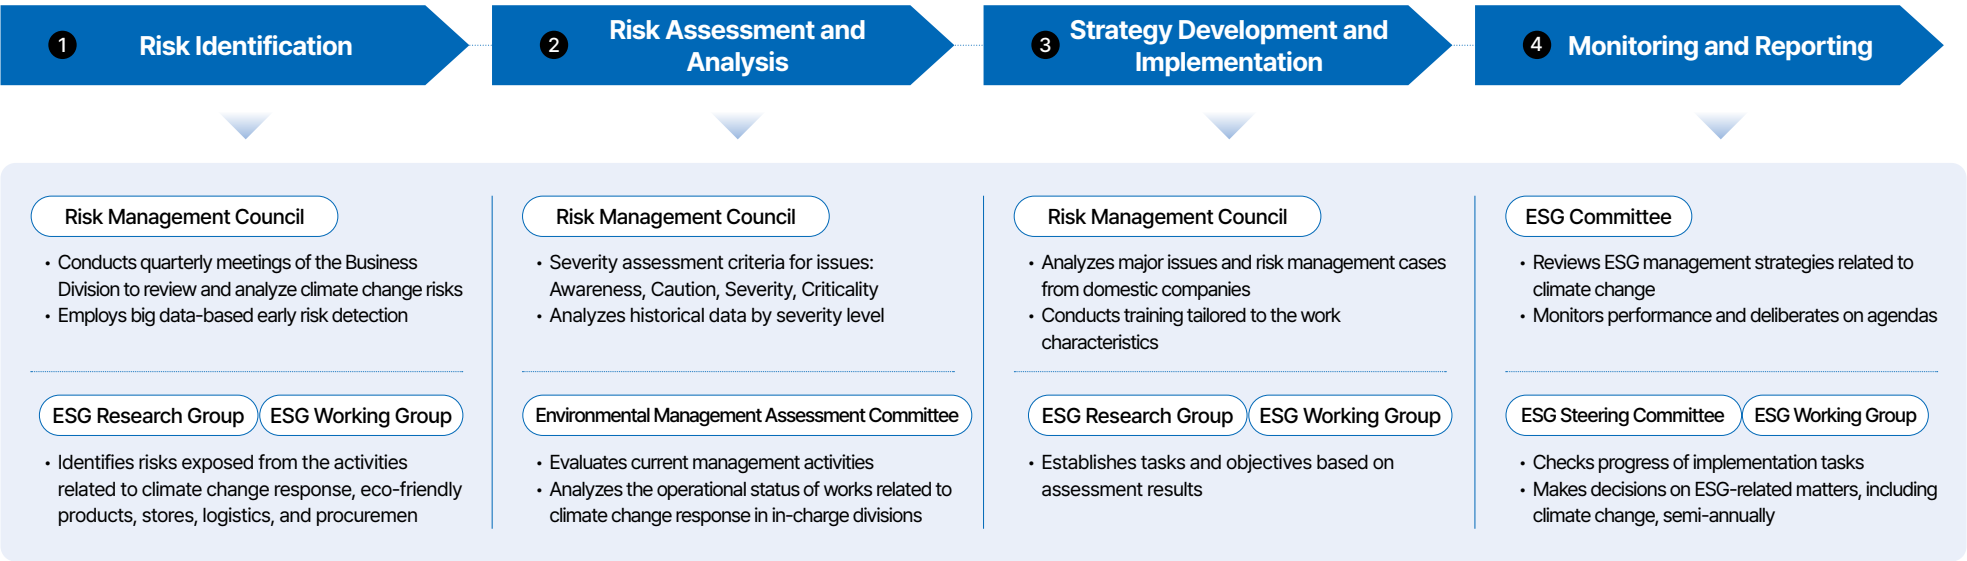 1 Risk Identification
2 Risk Assessment and
Analysis
3 Strategy Development and
Implementation
4 Monitoring and Reporting
Risk Management Council
• Conducts quarterly meetings of the Business
Division to review and analyze climate change risks
• Employs big data-based early risk detection
ESG Research Group ESG Working Group
• Identifies risks exposed from the activities
related to climate change response, eco-friendly
products, stores, logistics, and procuremen
Risk Management Council
• Severity assessment criteria for issues:
Awareness, Caution, Severity, Criticality
• Analyzes historical data by severity level
Environmental Management Assessment Committee
• Evaluates current management activities
• Analyzes the operational status of works related to
climate change response in in-charge divisions
Risk Management Council
• Analyzes major issues and risk management cases
from domestic companies
• Conducts training tailored to the work
characteristics
ESG Research Group ESG Working Group
• Establishes tasks and objectives based on
assessment results
ESG Committee
• Reviews ESG management strategies related to
climate change
• Monitors performance and deliberates on agendas
ESG Steering Committee ESG Working Group
• Checks progress of implementation tasks
• Makes decisions on ESG-related matters, including
climate change, semi-annually